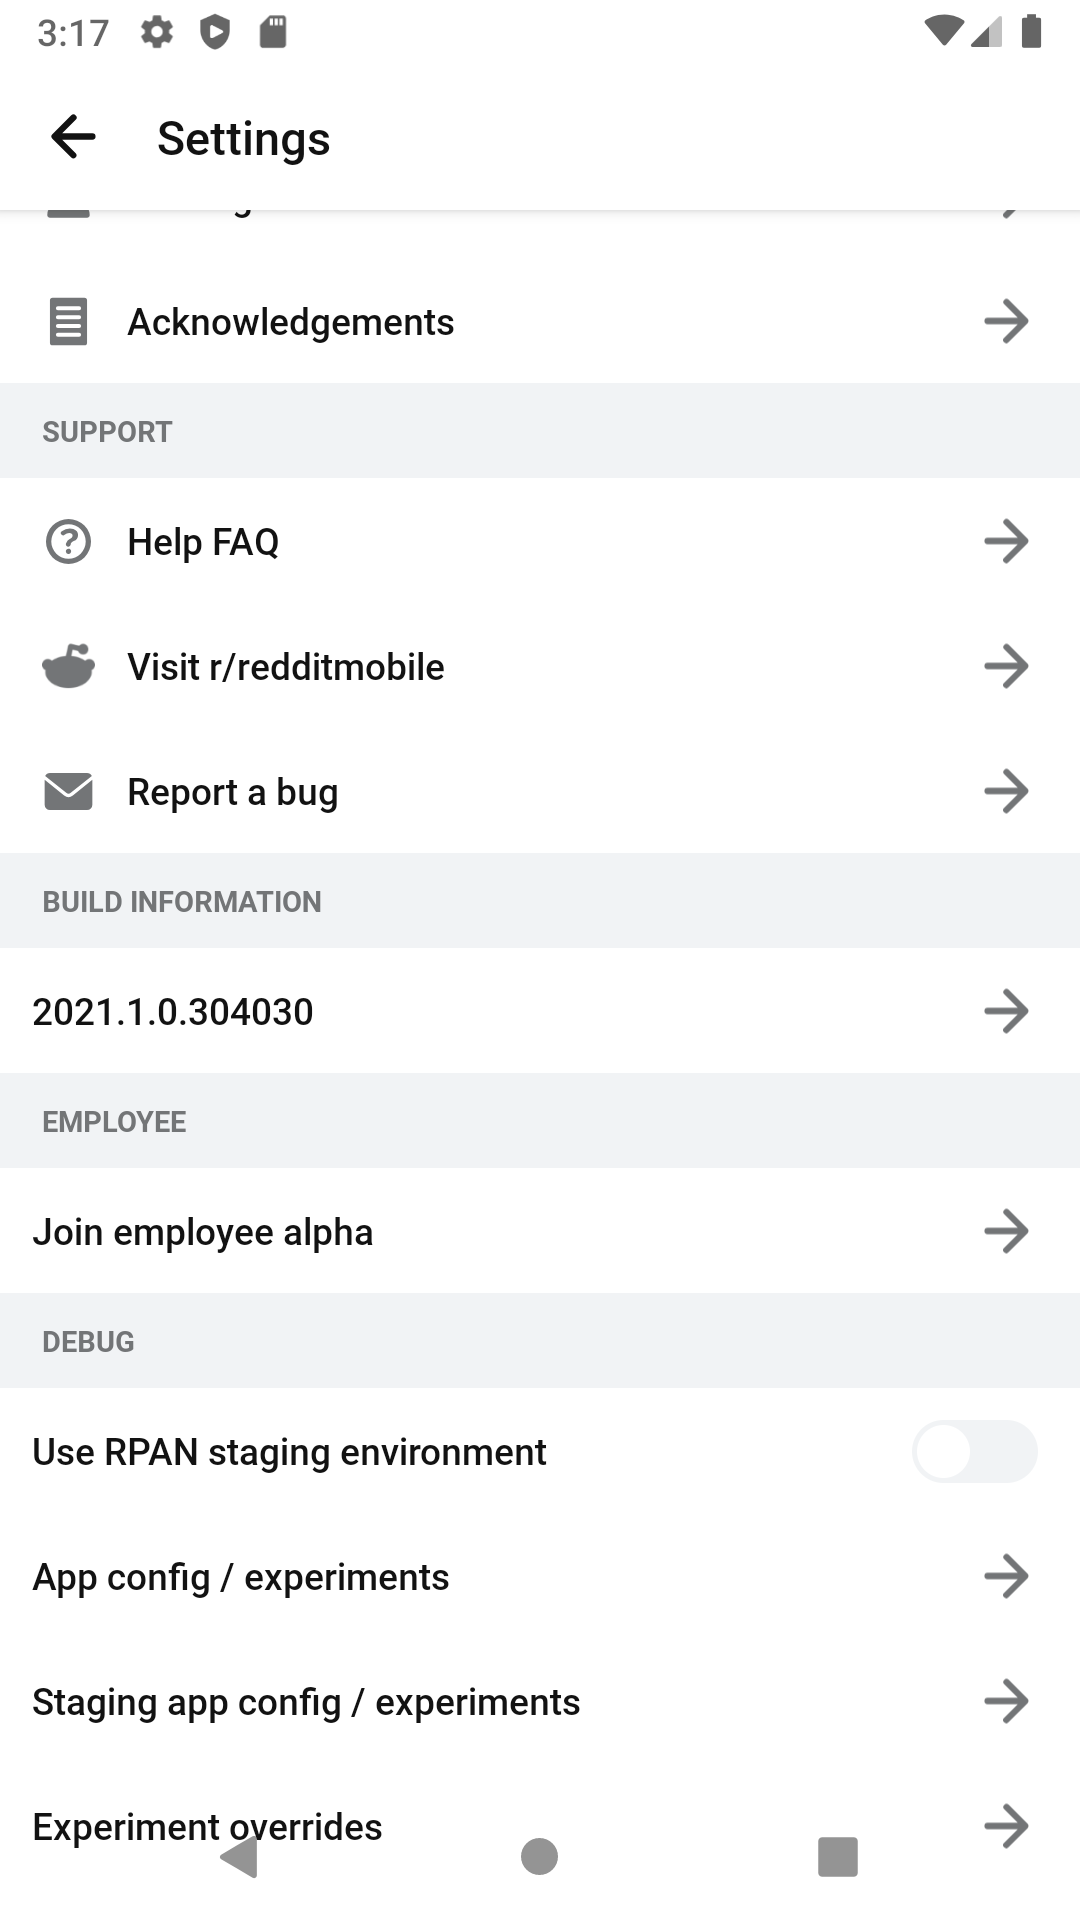 3:17
Settings
Acknowledgements
SUPPORT
Help FAQ
Visit r/redditmobile
Report a bug
BUILD INFORMATION
2021.1.0.304030
EMPLOYEE
Join employee alpha
DEBUG
Use RPAN staging environment
App config / experiments
Staging app config / experiments
Experiment overrides